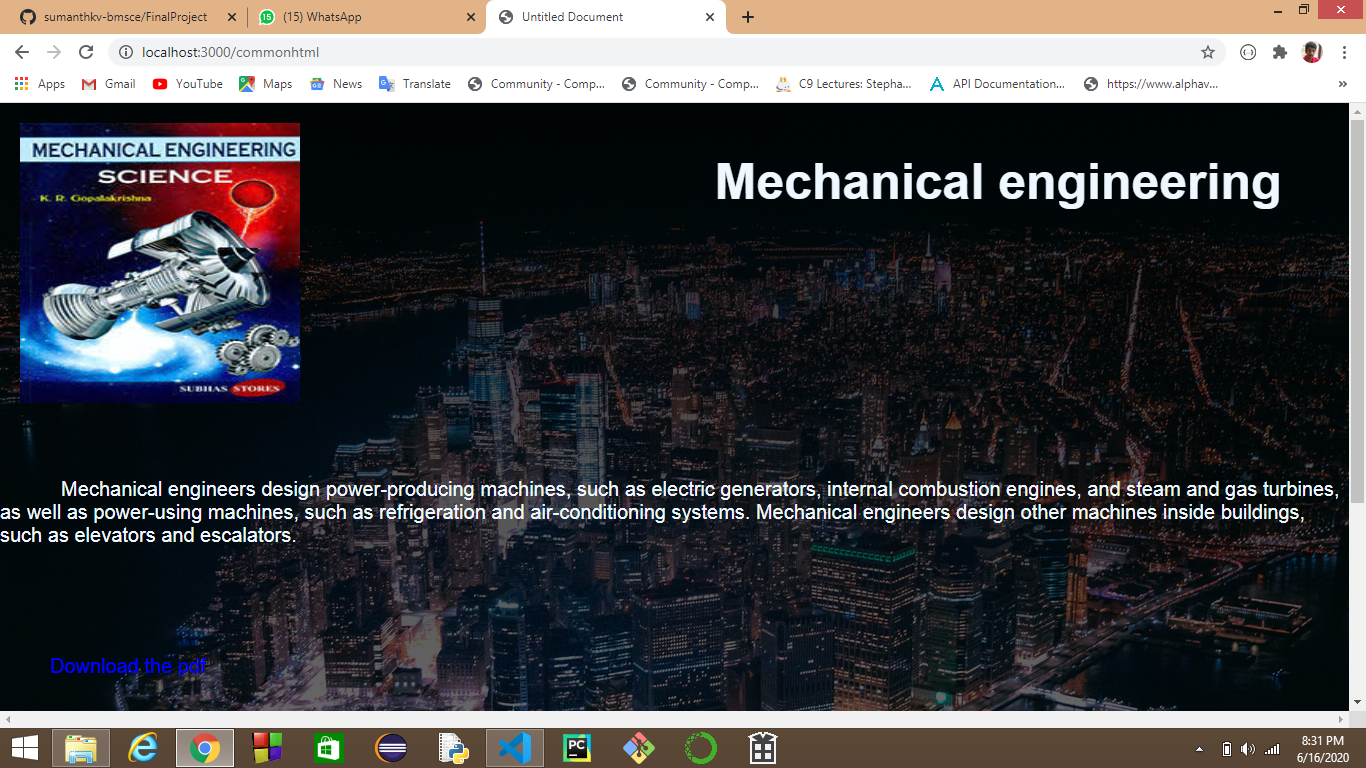 sumanthkv-bmsce/FinalProject
(15) WhatsApp
Untitled Document
localhost:3000/commonhtml
Apps
Gmail
YouTube
Maps
News
Translate
Community - Comp...
Community - Comp...
C9 Lectures: Stepha...
API Documentation...
https://www.alphav...
»
MECHANICAL ENGINEERING
SCIENCE
K. R. Gopalakrishna
SUBHAS STORES
Mechanical engineering
Mechanical engineers design power-producing machines, such as electric generators, internal combustion engines, and steam and gas turbines,
as well as power-using machines, such as refrigeration and air-conditioning systems. Mechanical engineers design other machines inside buildings,
such as elevators and escalators.
Download the pdf
PC
8:31 PM
6/16/2020